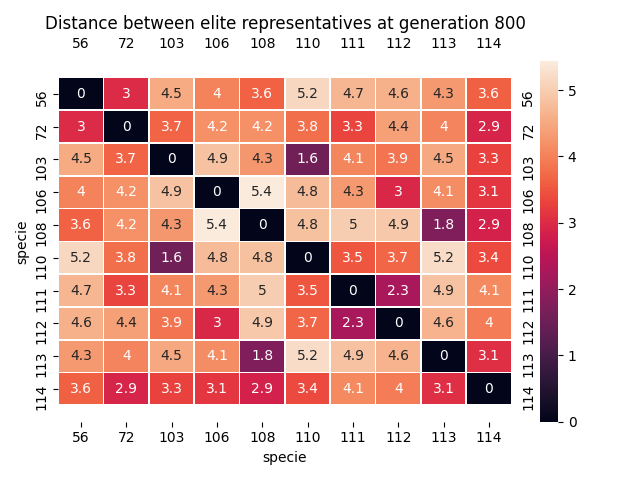 Distance between elite representatives at generation 800
56 72 103 106 108 110 111 112 113 114
56 0 3 4.5 4 3.6 5.2 4.7 4.6 4.3 3.6 56
72 3 0 3.7 4.2 4.2 3.8 3.3 4.4 4 2.9 72
103 4.5 3.7 0 4.9 4.3 1.6 4.1 3.9 4.5 3.3 103
106 4 4.2 4.9 0 5.4 4.8 4.3 3 4.1 3.1 106
108 3.6 4.2 4.3 5.4 0 4.8 5 4.9 1.8 2.9 108
110 5.2 3.8 1.6 4.8 4.8 0 3.5 3.7 5.2 3.4 110
111 4.7 3.3 4.1 4.3 5 3.5 0 2.3 4.9 4.1 111
112 4.6 4.4 3.9 3 4.9 3.7 2.3 0 4.6 4 112
113 4.3 4 4.5 4.1 1.8 5.2 4.9 4.6 0 3.1 113
114 3.6 2.9 3.3 3.1 2.9 3.4 4.1 4 3.1 0 114
56 72 103 106 108 110 111 112 113 114
specie
specie
5
4
3
2
1
0